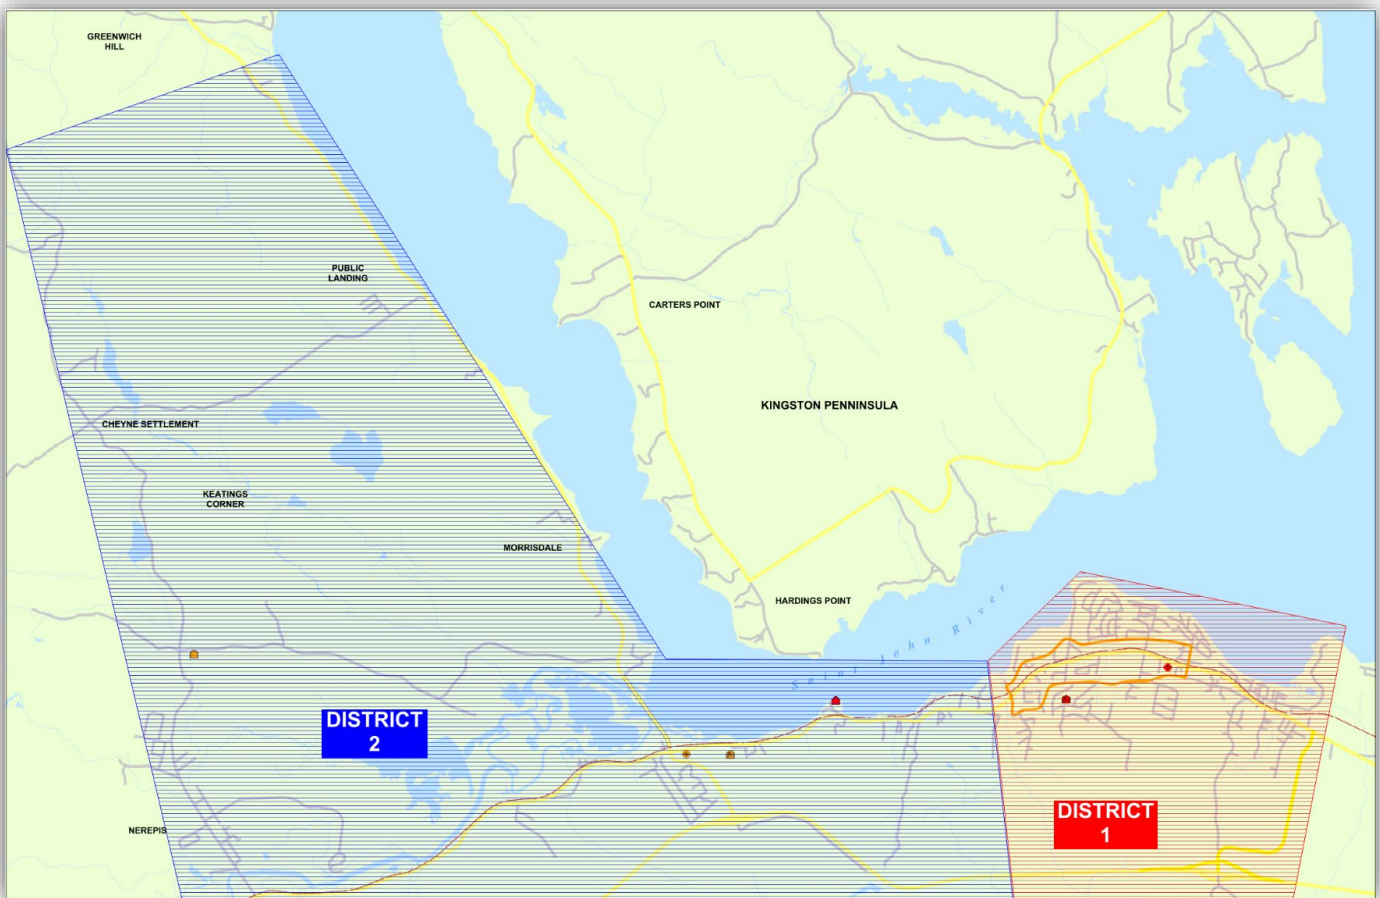 GREENWICH
HILL
PUBLIC
LANDING
CARTERS POINT
KINGSTON PENNINSULA
CHEYNE SETTLEMENT
KEATINGS
CORNER
MORRISDALE
HARDINGS POINT
Saint John River
DISTRICT
2
DISTRICT
1
NEREPIS